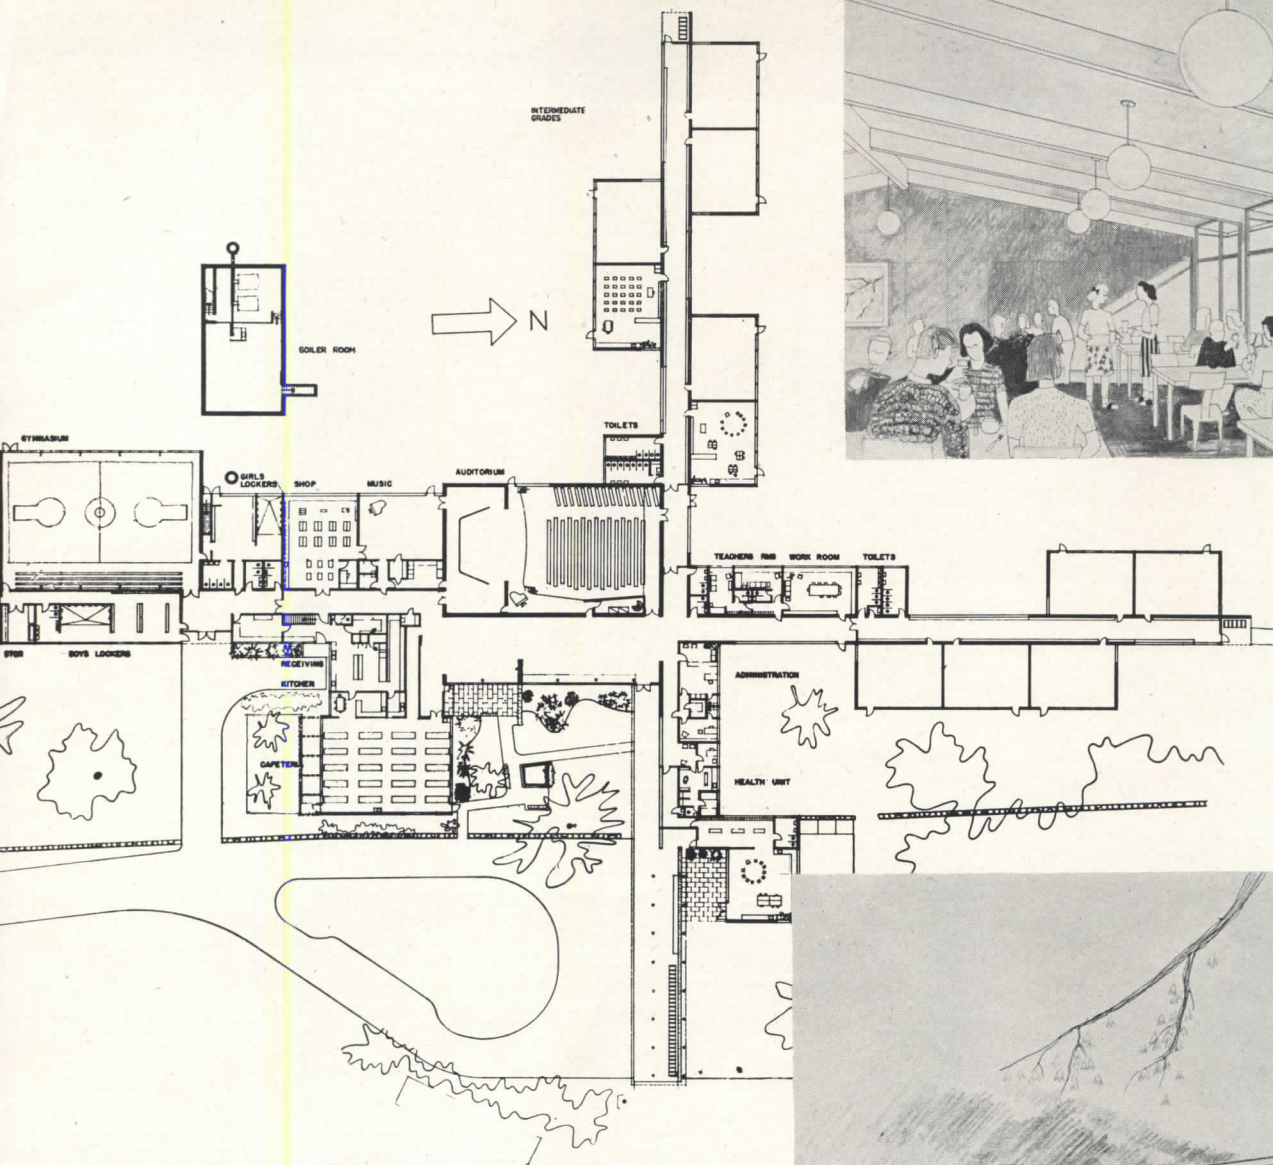 INTERMEDIATE
GRADES
N
BOILER ROOM
GYMNASIUM
TOILETS
GIRLS
LOCKERS
SHOP
MUSIC
AUDITORIUM
TEACHERS RMS
WORK ROOM
TOILETS
STOR
BOYS LOCKERS
RECEIVING
KITCHEN
ADMINISTRATION
CAFETERIA
HEALTH UNIT